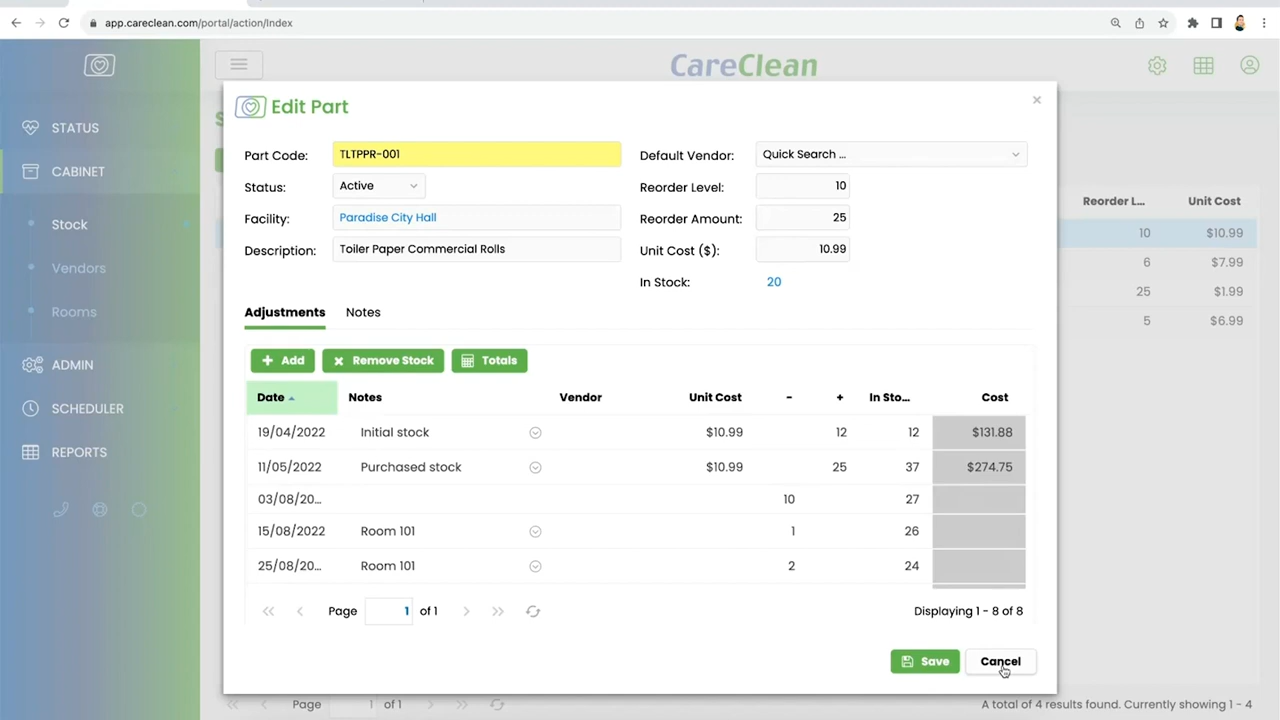 app.careclean.com/portal/action/Index
CareClean
STATUS
CABINET
Stock
Vendors
Rooms
ADMIN
SCHEDULER
REPORTS
Edit Part
Part Code: TLTPPR-001
Status: Active
Facility: Paradise City Hall
Description: Toiler Paper Commercial Rolls
Default Vendor: Quick Search ...
Reorder Level: 10
Reorder Amount: 25
Unit Cost ($): 10.99
In Stock: 20
Adjustments Notes
+ Add Remove Stock Totals
Date Notes Vendor Unit Cost - + In Sto... Cost
19/04/2022 Initial stock $10.99 12 12 $131.88
11/05/2022 Purchased stock $10.99 25 37 $274.75
03/08/20... 10 27
15/08/2022 Room 101 1 26
25/08/20... Room 101 2 24
Page 1 of 1 Displaying 1 - 8 of 8
Save Cancel
Reorder L... Unit Cost
10 $10.99
6 $7.99
25 $1.99
5 $6.99
Page 1 of 1 A total of 4 results found. Currently showing 1 - 4